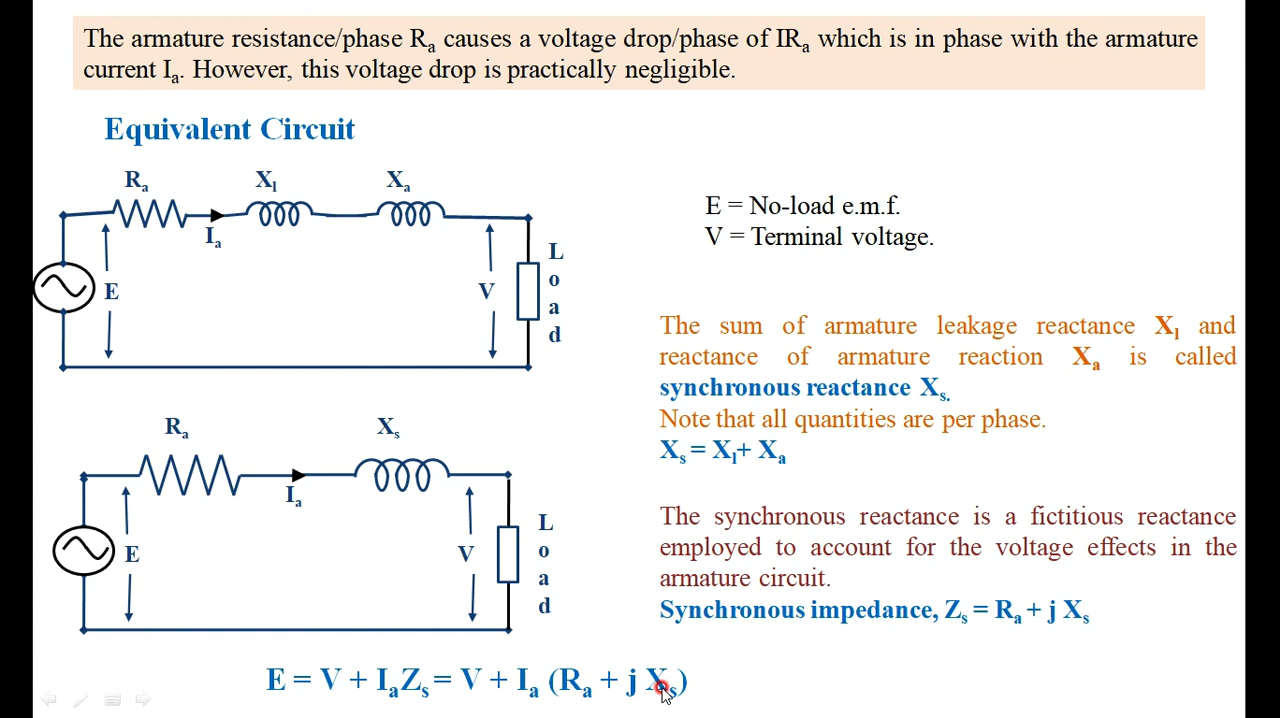 The armature resistance/phase Rₐ causes a voltage drop/phase of IRₐ which is in phase with the armature
current Iₐ. However, this voltage drop is practically negligible.
Equivalent Circuit
Rₐ Xₗ Xₐ
Iₐ
E
V
L
o
a
d
E = No-load e.m.f.
V = Terminal voltage.
The sum of armature leakage reactance Xₗ and
reactance of armature reaction Xₐ is called
synchronous reactance Xₛ.
Note that all quantities are per phase.
Xₛ = Xₗ+ Xₐ
Rₐ Xₛ
Iₐ
E
V
L
o
a
d
The synchronous reactance is a fictitious reactance
employed to account for the voltage effects in the
armature circuit.
Synchronous impedance, Zₛ = Rₐ + j Xₛ
E = V + IₐZₛ = V + Iₐ (Rₐ + j Xₛ)